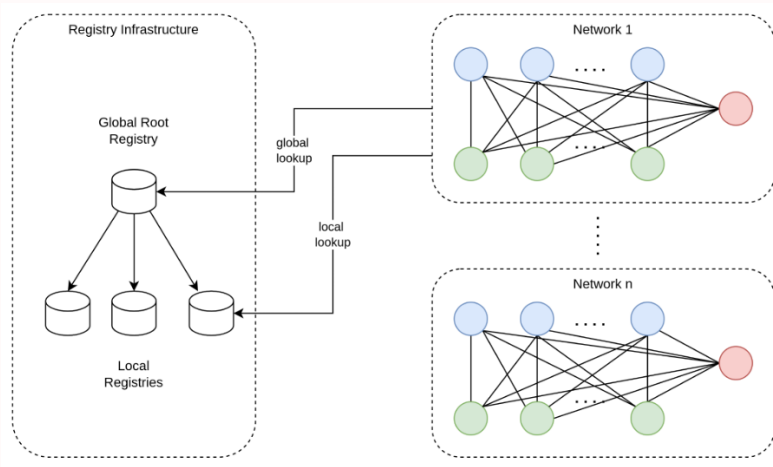 Registry Infrastructure
Network 1
Global Root
Registry
global
lookup
local
lookup
Local
Registries
Network n